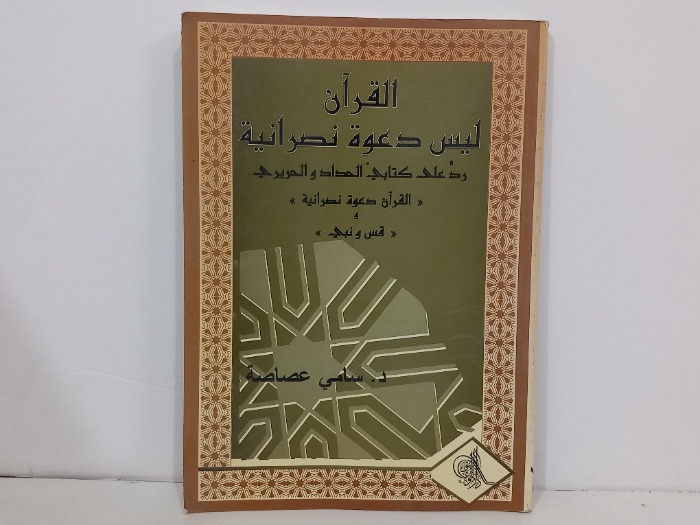 القرآن
ليس دعوة نصرانية
ردٌ على كتابيْ الحداد والحريري
« القرآن دعوة نصرانية »
و
« قس ونبي »
د. سامي عصاصة